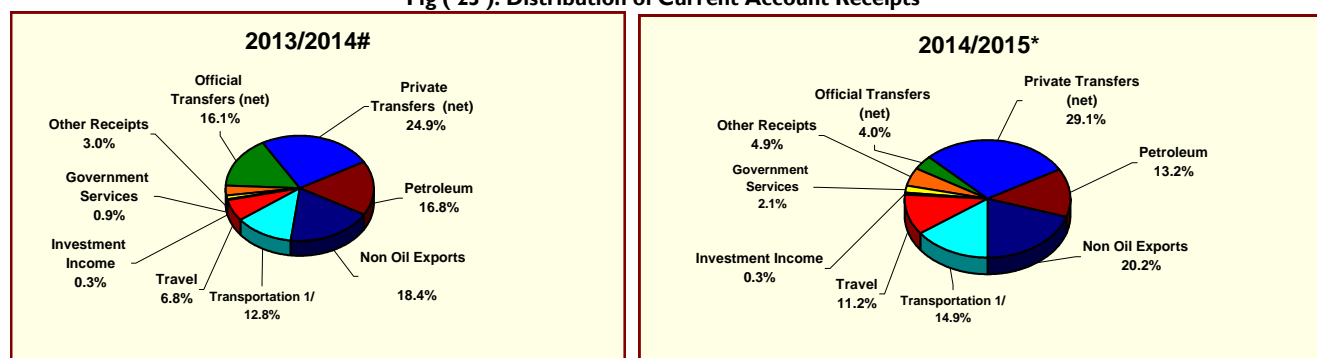 Fig ( 25 ): Distribution of Current Account Receipts
2013/2014#
Official
Transfers (net)
16.1%
Private
Transfers (net)
24.9%
Other Receipts
3.0%
Government
Services
0.9%
Petroleum
16.8%
Investment
Income
0.3%
Non Oil Exports
18.4%
Travel
6.8%
Transportation 1/
12.8%
2014/2015*
Private Transfers
(net)
29.1%
Official Transfers
(net)
4.0%
Other Receipts
4.9%
Petroleum
13.2%
Government
Services
2.1%
Non Oil Exports
20.2%
Investment Income
0.3%
Travel
11.2%
Transportation 1/
14.9%